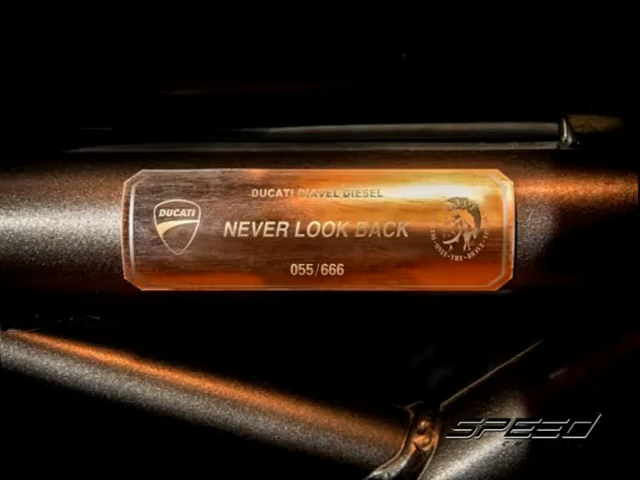 DUCATI DIAVEL DIESEL
DUCATI
NEVER LOOK BACK
055/666
SPEED